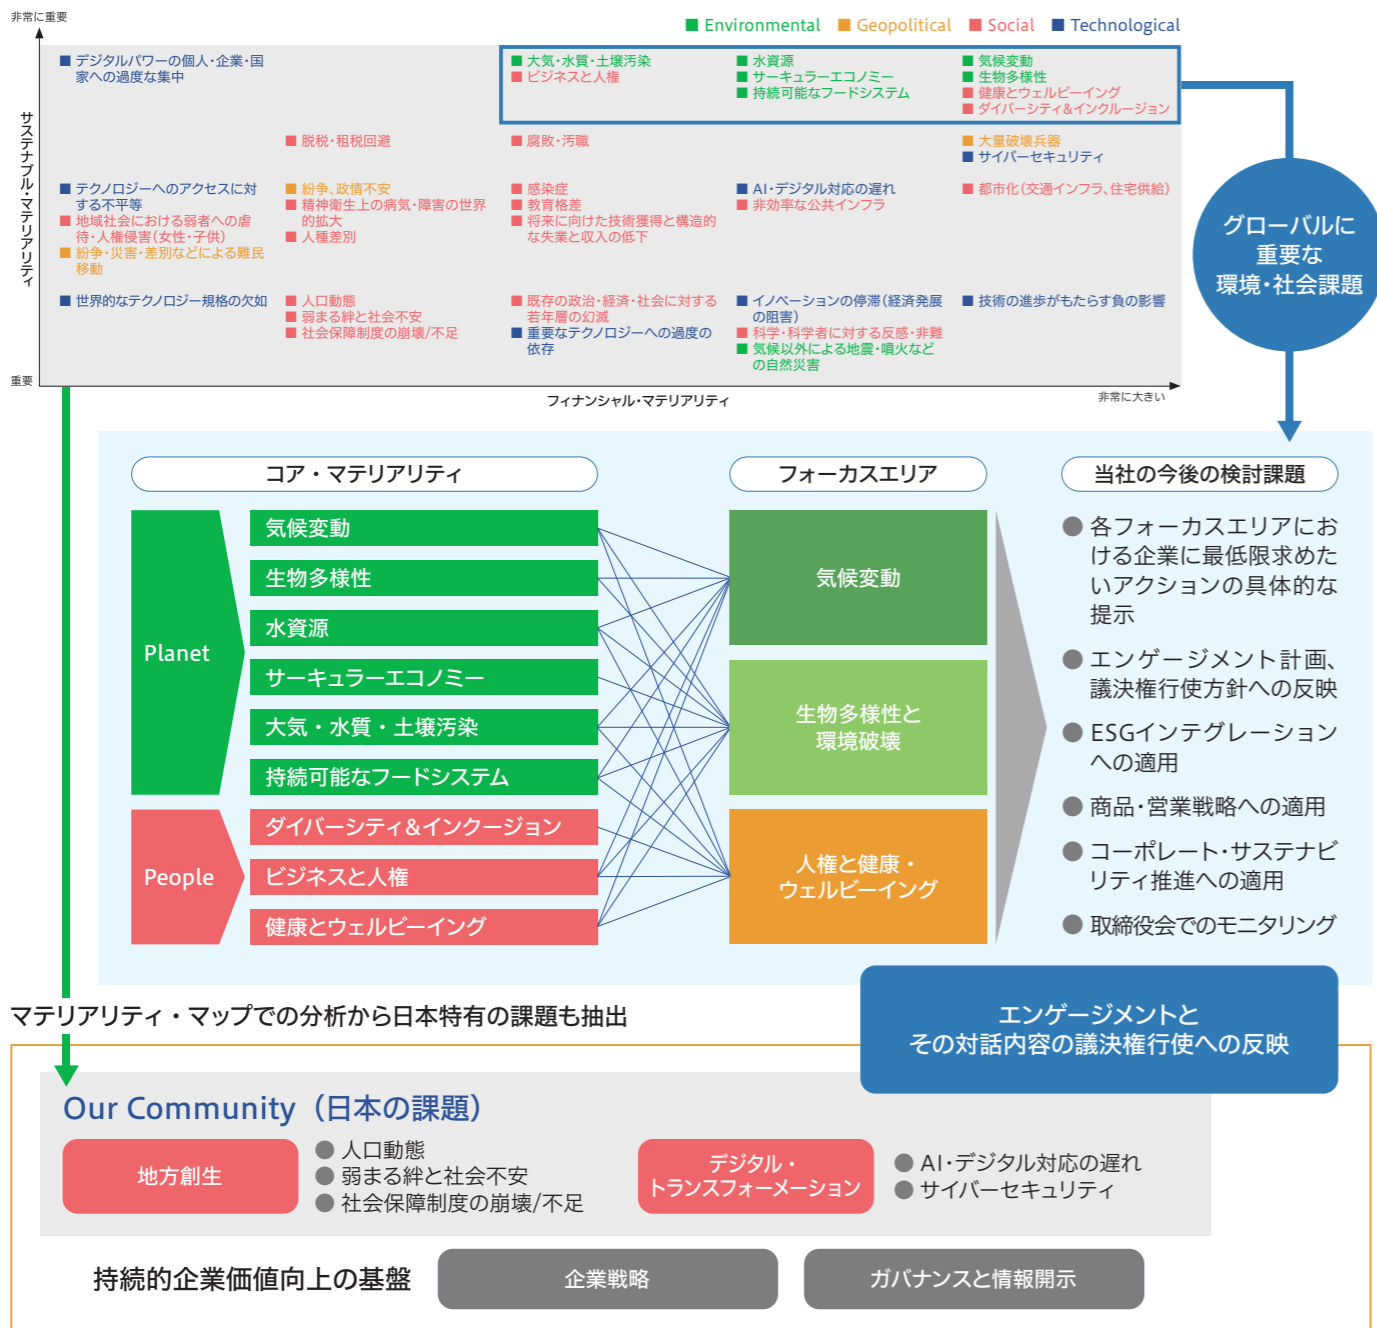 非常に重要
■ Environmental ■ Geopolitical ■ Social ■ Technological
サステナブル・マテリアリティ
■ デジタルパワーの個人・企業・国
家への過度な集中
■ 大気・水質・土壌汚染
■ ビジネスと人権
■ 水資源
■ サーキュラーエコノミー
■ 持続可能なフードシステム
■ 気候変動
■ 生物多様性
■ 健康とウェルビーイング
■ ダイバーシティ&インクルージョン
■ 脱税・租税回避
■ 腐敗・汚職
■ 大量破壊兵器
■ サイバーセキュリティ
■ テクノロジーへのアクセスに対
する不平等
■ 地域社会における弱者への虐
待・人権侵害(女性・子供)
■ 紛争・災害・差別などによる難民
移動
■ 紛争、政情不安
■ 精神衛生上の病気・障害の世界
的拡大
■ 人種差別
■ 感染症
■ 教育格差
■ 将来に向けた技術獲得と構造的
な失業と収入の低下
■ AI・デジタル対応の遅れ
■ 非効率な公共インフラ
■ 都市化(交通インフラ、住宅供給)
■ 世界的なテクノロジー規格の欠如
■ 人口動態
■ 弱まる絆と社会不安
■ 社会保障制度の崩壊/不足
■ 既存の政治・経済・社会に対する
若年層の幻滅
■ 重要なテクノロジーへの過度の
依存
■ イノベーションの停滞(経済発展
の阻害)
■ 科学・科学者に対する反感・非難
■ 気候以外による地震・噴火など
の自然災害
■ 技術の進歩がもたらす負の影響
重要
フィナンシャル・マテリアリティ
非常に大きい
グローバルに
重要な
環境・社会課題
コア・マテリアリティ
フォーカスエリア
当社の今後の検討課題
Planet
気候変動
生物多様性
水資源
サーキュラーエコノミー
大気・水質・土壌汚染
持続可能なフードシステム
People
ダイバーシティ&インクージョン
ビジネスと人権
健康とウェルビーイング
気候変動
生物多様性と
環境破壊
人権と健康・
ウェルビーイング
● 各フォーカスエリアにお
ける企業に最低限求めた
いアクションの具体的な
提示
● エンゲージメント計画、
議決権行使方針への反映
● ESGインテグレーション
への適用
● 商品・営業戦略への適用
● コーポレート・サステナビ
リティ推進への適用
● 取締役会でのモニタリング
マテリアリティ・マップでの分析から日本特有の課題も抽出
エンゲージメントと
その対話内容の議決権行使への反映
Our Community(日本の課題)
地方創生
● 人口動態
● 弱まる絆と社会不安
● 社会保障制度の崩壊/不足
デジタル・
トランスフォーメーション
● AI・デジタル対応の遅れ
● サイバーセキュリティ
持続的企業価値向上の基盤
企業戦略
ガバナンスと情報開示